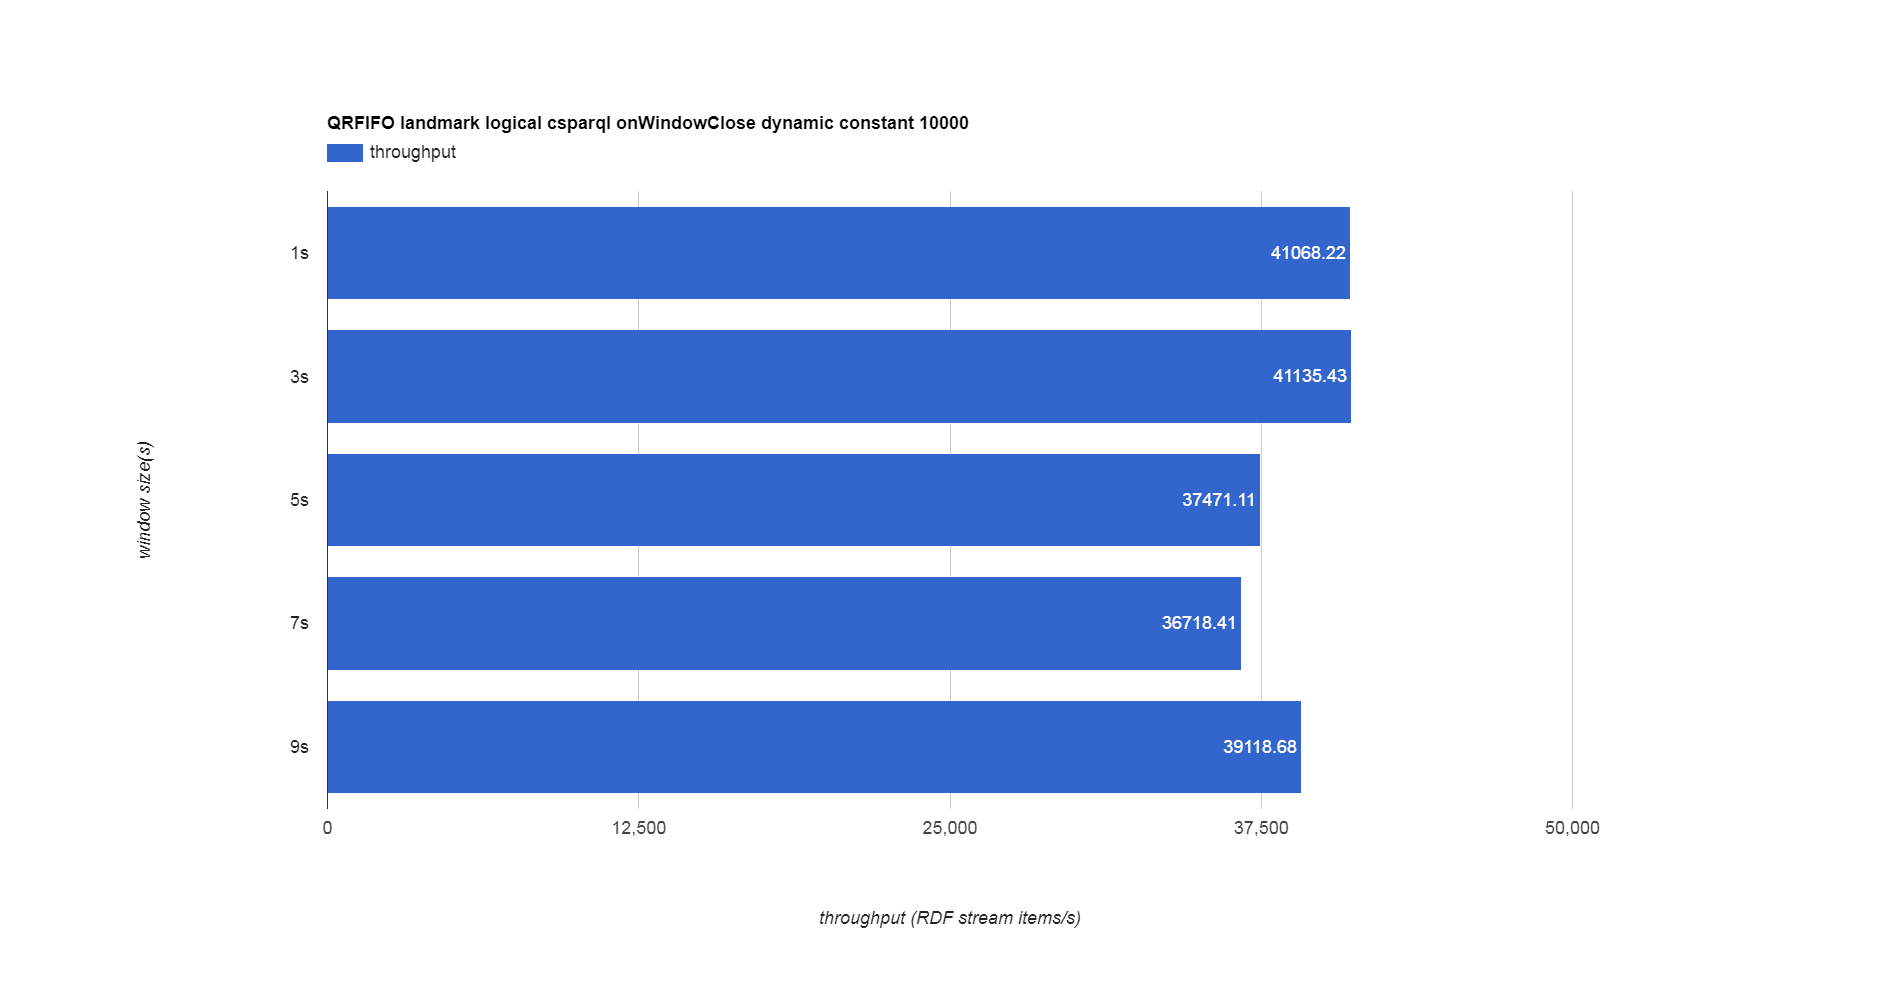 QRFIFO landmark logical csparql onWindowClose dynamic constant 10000
throughput
window size(s)
1s
41068.22
3s
41135.43
5s
37471.11
7s
36718.41
9s
39118.68
0
12,500
25,000
37,500
50,000
throughput (RDF stream items/s)